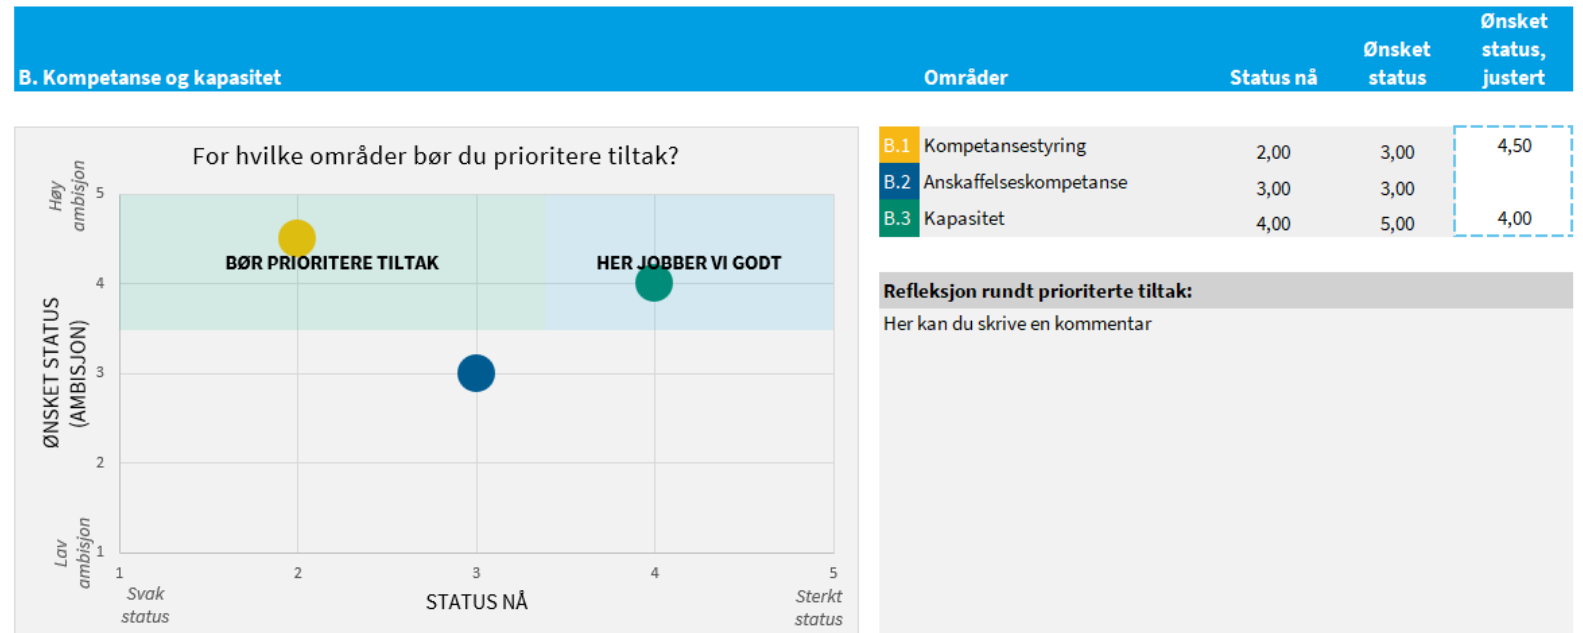 B. Kompetanse og kapasitet
Områder
Status nå
Ønsket
status
Ønsket
status,
justert
For hvilke områder bør du prioritere tiltak?
Høy
ambisjon
ØNSKET STATUS
(AMBISJON)
Lav
ambisjon
5
4
3
2
1
BØR PRIORITERE TILTAK
HER JOBBER VI GODT
1 2 3 4 5
Svak
status
STATUS NÅ
Sterkt
status
B.1 Kompetansestyring 2,00 3,00 4,50
B.2 Anskaffelseskompetanse 3,00 3,00
B.3 Kapasitet 4,00 5,00 4,00
Refleksjon rundt prioriterte tiltak:
Her kan du skrive en kommentar